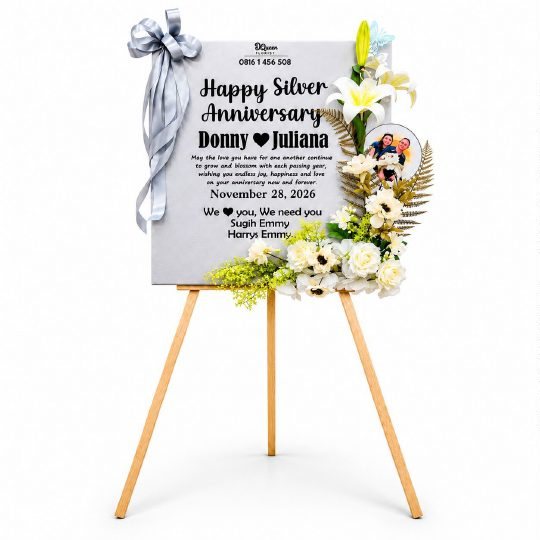 DQueen
FLORIST
0816 1 456 508
Happy Silver
Anniversary
Donny ♥ Juliana
May the love you have for one another continue
to grow and blossom with each passing year,
wishing you endless joy, happiness and love
on your anniversary now and forever.
November 28, 2026
We ♥ you, We need you
Sugih Emmy
Harrys Emmy